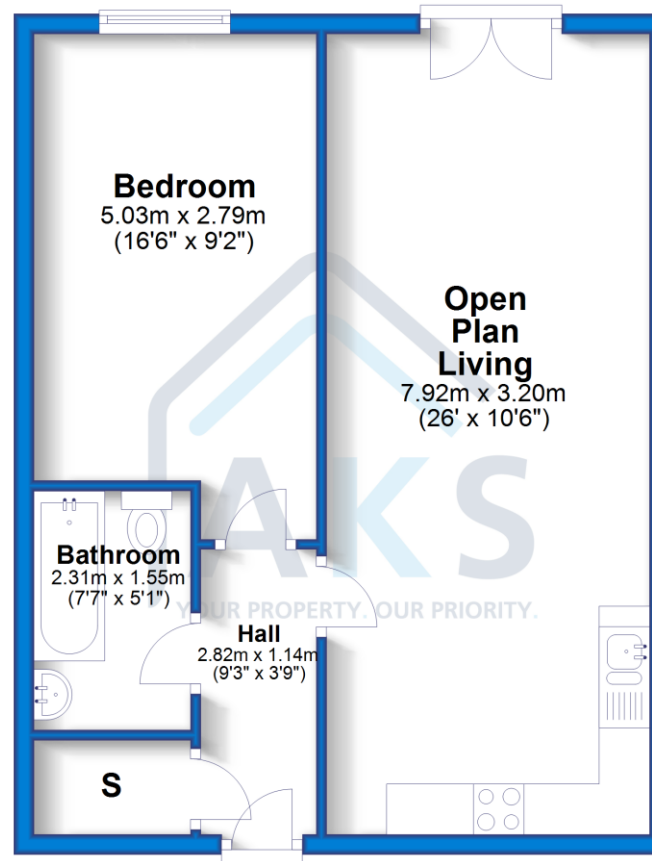 Bedroom
5.03m x 2.79m
(16'6" x 9'2")
Open
Plan
Living
7.92m x 3.20m
(26' x 10'6")
AKS
YOUR PROPERTY. OUR PRIORITY.
Bathroom
2.31m x 1.55m
(7'7" x 5'1")
Hall
2.82m x 1.14m
(9'3" x 3'9")
S